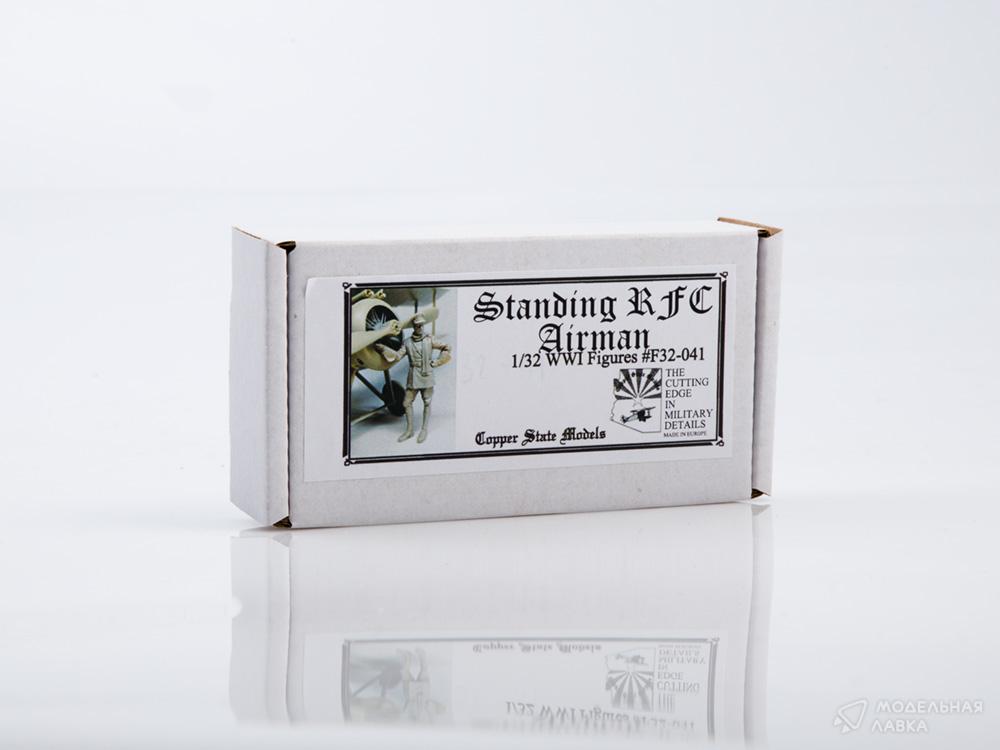 Standing RFC
Airman
1/32 WWI Figures #F32-041
THE
CUTTING
EDGE
IN
MILITARY
DETAILS
MADE IN EUROPE
Copper State Models
МОДЕЛЬНАЯ
ЛАВКА